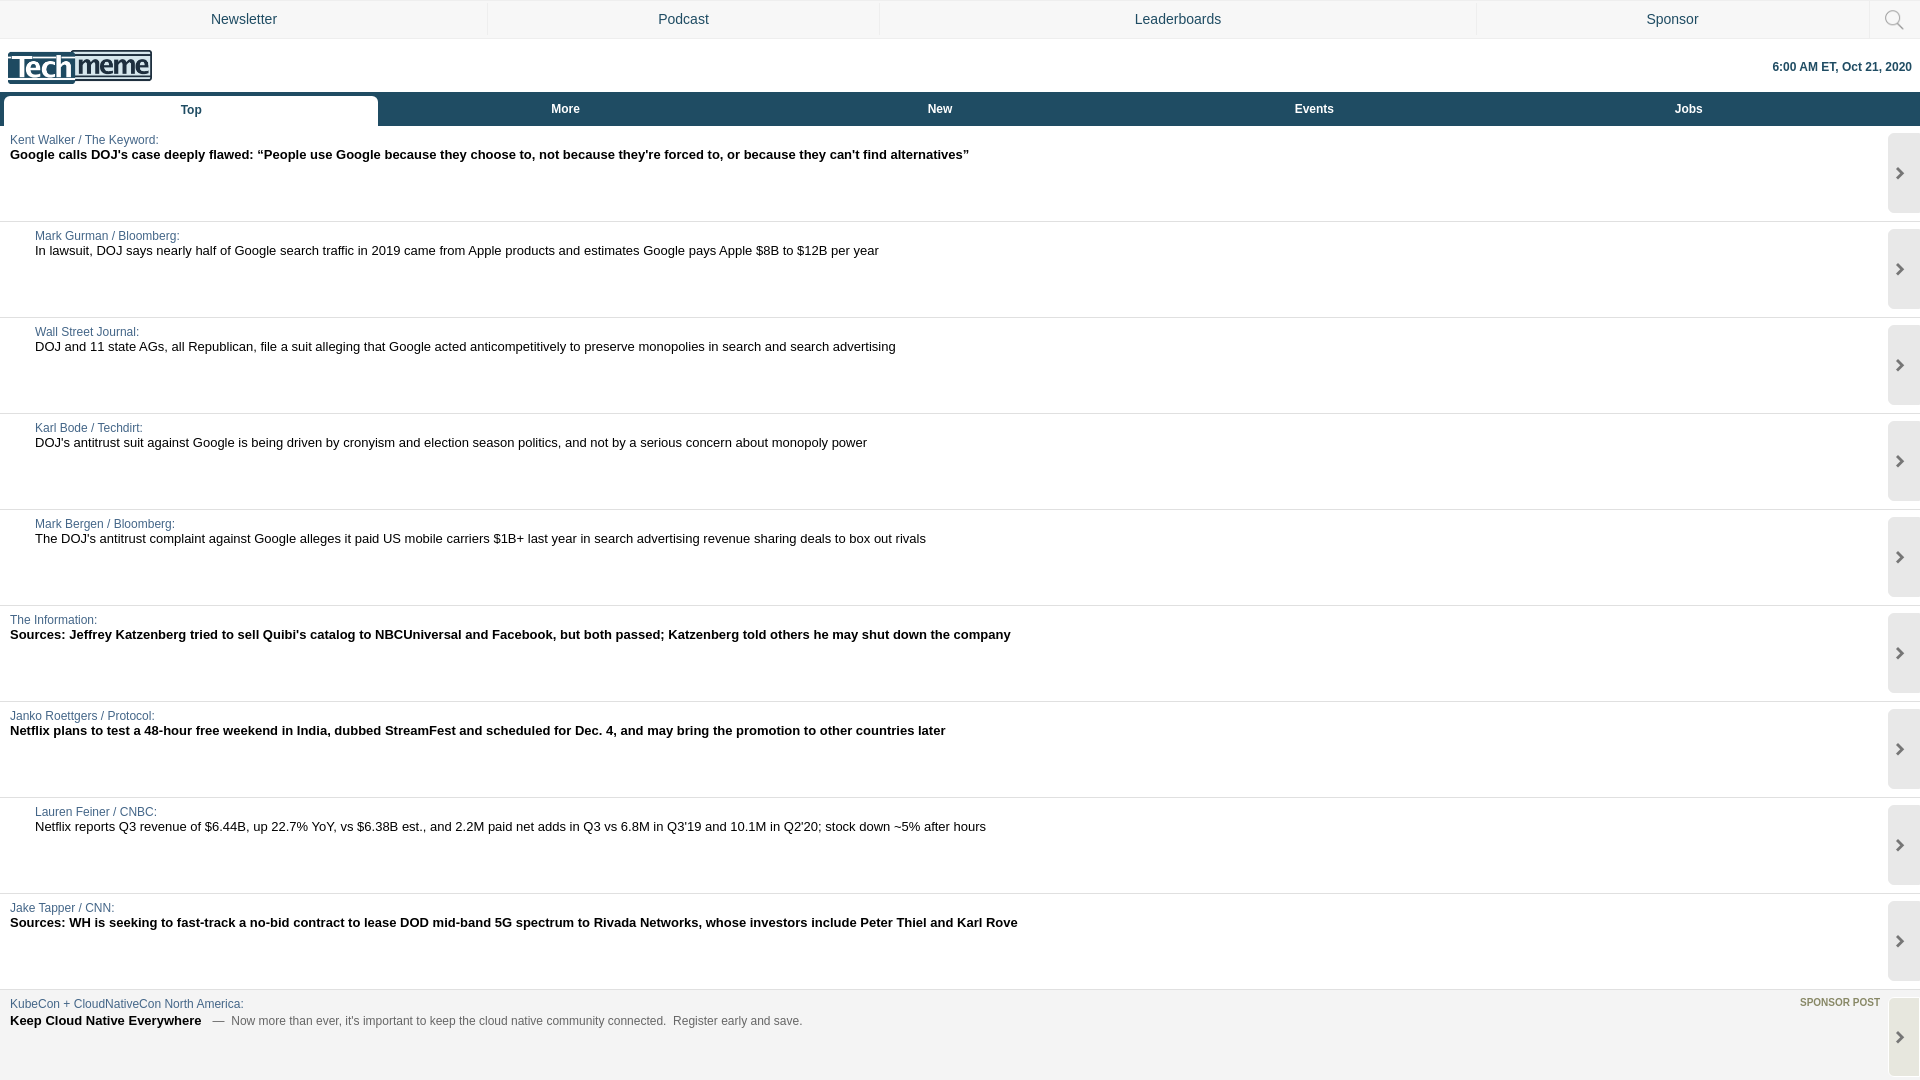 Newsletter
Podcast
Leaderboards
Sponsor
Techmeme
6:00 AM ET, Oct 21, 2020
Top
More
New
Events
Jobs
Kent Walker / The Keyword:
Google calls DOJ's case deeply flawed: “People use Google because they choose to, not because they're forced to, or because they can't find alternatives”
Mark Gurman / Bloomberg:
In lawsuit, DOJ says nearly half of Google search traffic in 2019 came from Apple products and estimates Google pays Apple $8B to $12B per year
Wall Street Journal:
DOJ and 11 state AGs, all Republican, file a suit alleging that Google acted anticompetitively to preserve monopolies in search and search advertising
Karl Bode / Techdirt:
DOJ's antitrust suit against Google is being driven by cronyism and election season politics, and not by a serious concern about monopoly power
Mark Bergen / Bloomberg:
The DOJ's antitrust complaint against Google alleges it paid US mobile carriers $1B+ last year in search advertising revenue sharing deals to box out rivals
The Information:
Sources: Jeffrey Katzenberg tried to sell Quibi's catalog to NBCUniversal and Facebook, but both passed; Katzenberg told others he may shut down the company
Janko Roettgers / Protocol:
Netflix plans to test a 48-hour free weekend in India, dubbed StreamFest and scheduled for Dec. 4, and may bring the promotion to other countries later
Lauren Feiner / CNBC:
Netflix reports Q3 revenue of $6.44B, up 22.7% YoY, vs $6.38B est., and 2.2M paid net adds in Q3 vs 6.8M in Q3'19 and 10.1M in Q2'20; stock down ~5% after hours
Jake Tapper / CNN:
Sources: WH is seeking to fast-track a no-bid contract to lease DOD mid-band 5G spectrum to Rivada Networks, whose investors include Peter Thiel and Karl Rove
KubeCon + CloudNativeCon North America:
SPONSOR POST
Keep Cloud Native Everywhere — Now more than ever, it's important to keep the cloud native community connected. Register early and save.